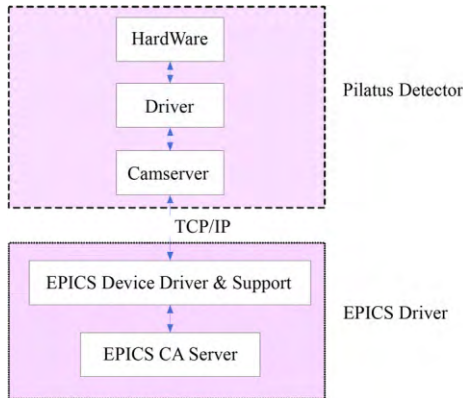 HardWare
Driver
Pilatus Detector
Camserver
TCP/IP
EPICS Device Driver & Support
EPICS Driver
EPICS CA Server